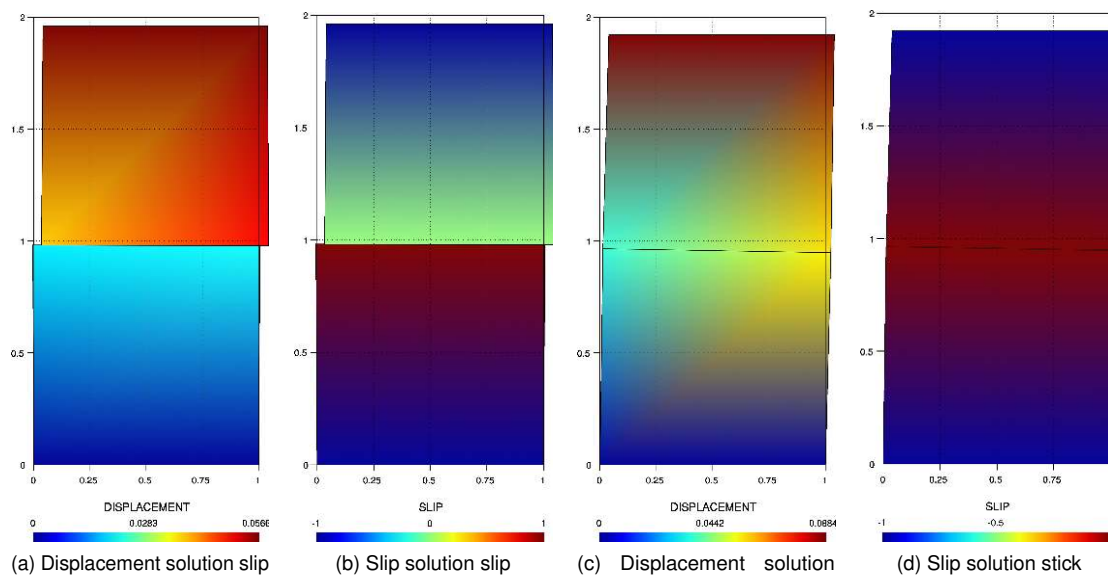 2
1.5
1
0.5
0
0 0.25 0.5 0.75 1
DISPLACEMENT
0 0.0283 0.0566
(a) Displacement solution slip
2
1.5
1
0.5
0
0 0.25 0.5 0.75 1
SLIP
-1 0 1
(b) Slip solution slip
2
1.5
1
0.5
0
0 0.25 0.5 0.75 1
DISPLACEMENT
0 0.0442 0.0884
(c) Displacement solution
2
1.5
1
0.5
0
0 0.25 0.5 0.75
SLIP
-1 -0.5
(d) Slip solution stick